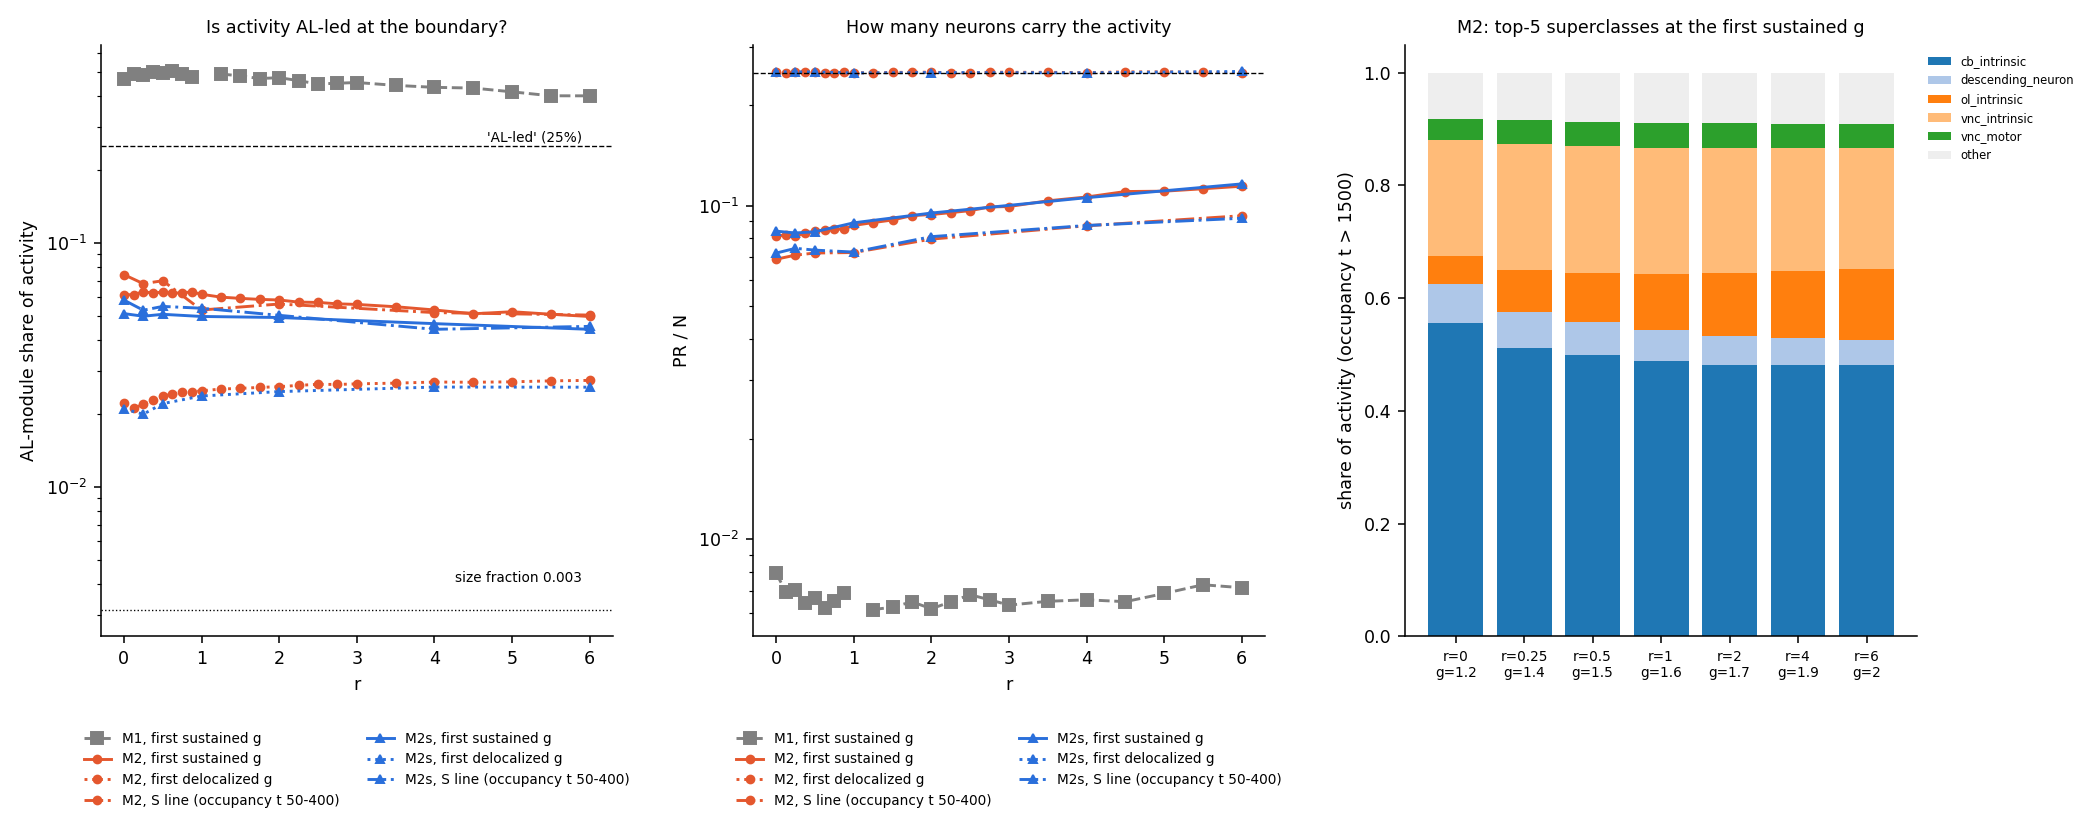 Is activity AL-led at the boundary?
AL-module share of activity
10⁻¹
10⁻²
'AL-led' (25%)
size fraction 0.003
0 1 2 3 4 5 6
r
M1, first sustained g
M2, first sustained g
M2, first delocalized g
M2, S line (occupancy t 50-400)
M2s, first sustained g
M2s, first delocalized g
M2s, S line (occupancy t 50-400)
How many neurons carry the activity
PR / N
10⁻¹
10⁻²
0 1 2 3 4 5 6
r
M1, first sustained g
M2, first sustained g
M2, first delocalized g
M2, S line (occupancy t 50-400)
M2s, first sustained g
M2s, first delocalized g
M2s, S line (occupancy t 50-400)
M2: top-5 superclasses at the first sustained g
share of activity (occupancy t > 1500)
1.0
0.8
0.6
0.4
0.2
0.0
r=0 r=0.25 r=0.5 r=1 r=2 r=4 r=6
g=1.2 g=1.4 g=1.5 g=1.6 g=1.7 g=1.9 g=2
cb_intrinsic
descending_neuron
ol_intrinsic
vnc_intrinsic
vnc_motor
other